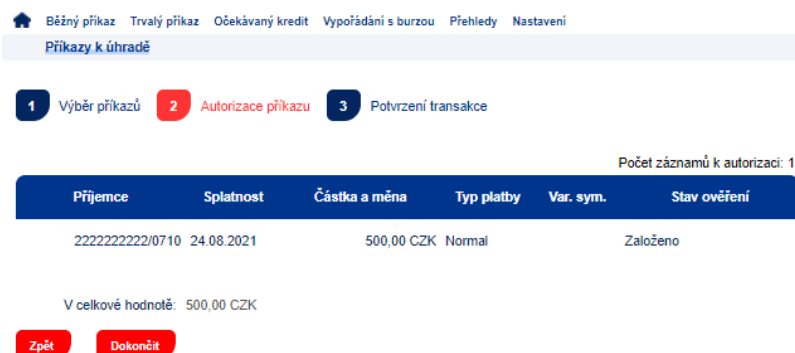 Běžný příkaz Trvalý příkaz Očekávaný kredit Vypořádání s burzou Přehledy Nastavení
Příkazy k úhradě
1 Výběr příkazů 2 Autorizace příkazu 3 Potvrzení transakce
Počet záznamů k autorizaci: 1
Příjemce Splatnost Částka a měna Typ platby Var. sym. Stav ověření
2222222222/0710 24.08.2021 500,00 CZK Normal Založeno
V celkové hodnotě: 500,00 CZK
Zpět Dokončit